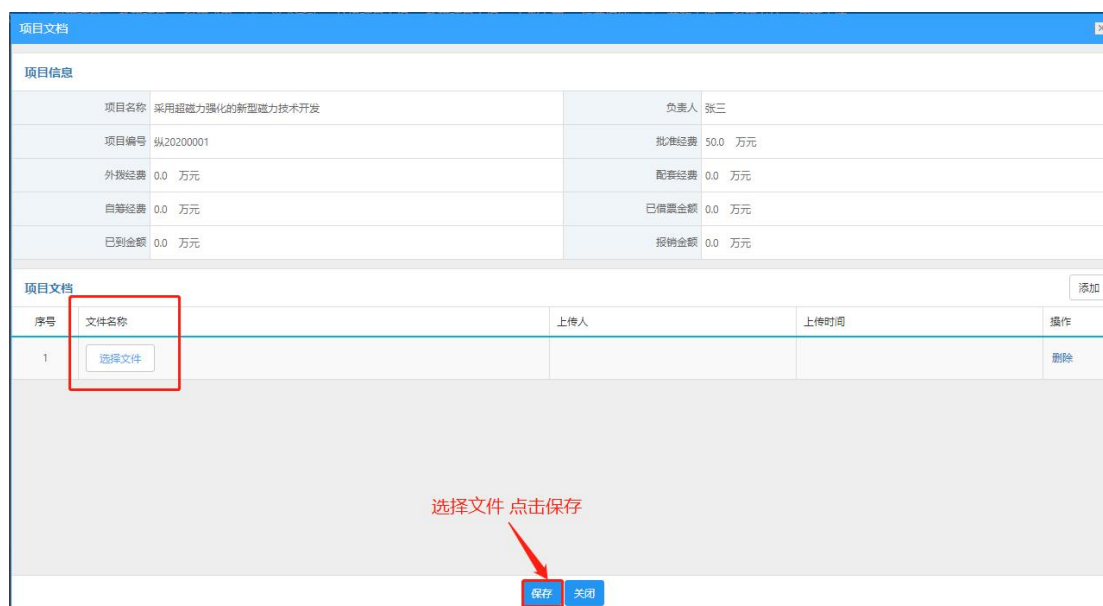 项目文档
项目信息
项目名称 采用超磁力强化的新型磁力技术开发 负责人 张三
项目编号 纵20200001 批准经费 50.0 万元
外拨经费 0.0 万元 配套经费 0.0 万元
自筹经费 0.0 万元 已借票金额 0.0 万元
已到金额 0.0 万元 报销金额 0.0 万元
项目文档 添加
序号 文件名称 上传人 上传时间 操作
1 选择文件 删除
选择文件 点击保存
保存 关闭